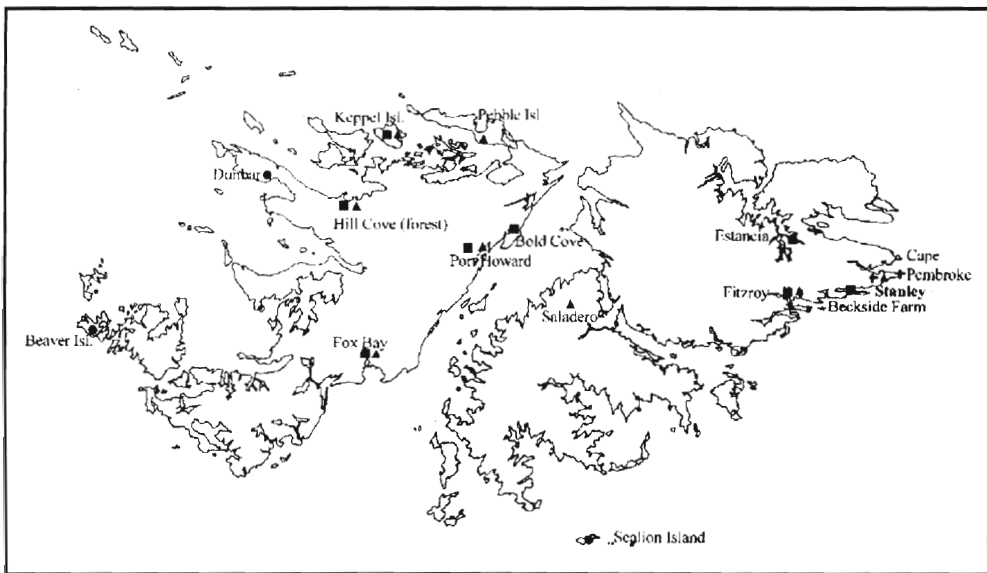 Keppel Isl.
Pebble Isl
Dunbar
Hill Cove (forest)
Bold Cove
Port Howard
Estancia
Cape
Pembroke
Stanley
Fitzroy
Beckside Farm
Saladero
Beaver Isl.
Fox Bay
Sealion Island